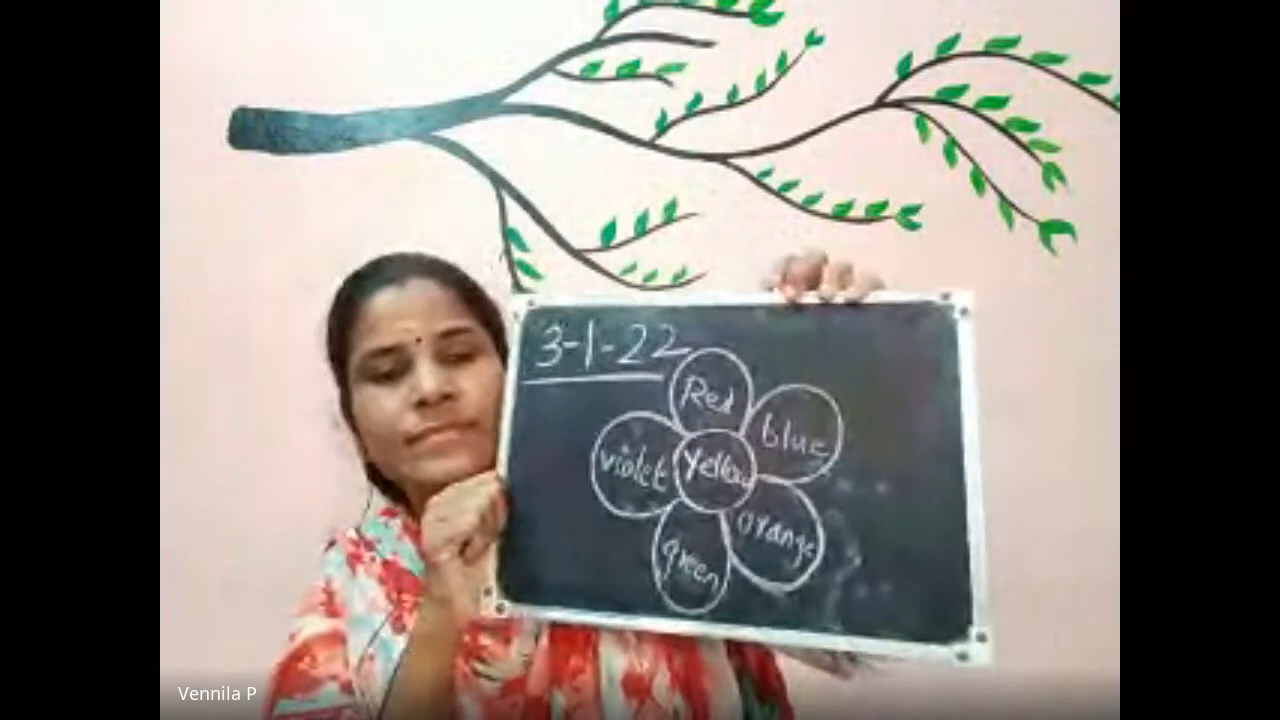 3-1-22
Red
blue
violet
yellow
orange
green
Vennila P